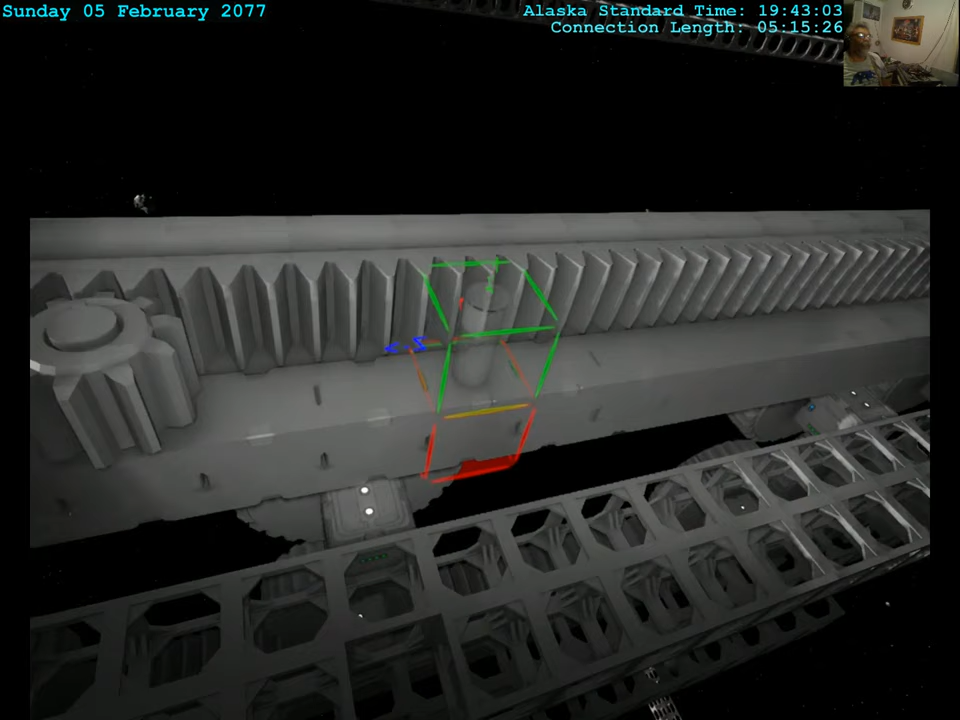 Sunday 05 February 2077
Alaska Standard Time: 19:43:03
Connection Length: 05:15:26